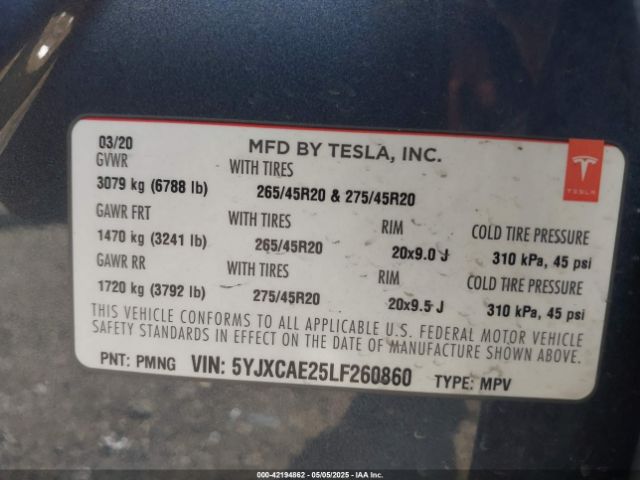 03/20
MFD BY TESLA, INC.
GVWR
WITH TIRES
3079 kg (6788 lb)
265/45R20 & 275/45R20
TESLA
GAWR FRT
WITH TIRES
RIM
COLD TIRE PRESSURE
1470 kg (3241 lb)
265/45R20
20x9.0 J
310 kPa, 45 psi
GAWR RR
WITH TIRES
RIM
COLD TIRE PRESSURE
1720 kg (3792 lb)
275/45R20
20x9.5 J
310 kPa, 45 psi
THIS VEHICLE CONFORMS TO ALL APPLICABLE U.S. FEDERAL MOTOR VEHICLE
SAFETY STANDARDS IN EFFECT ON THE DATE OF MANUFACTURE SHOWN ABOVE.
PNT: PMNG VIN: 5YJXCAE25LF260860 TYPE: MPV
000-42194862 - 05/05/2025 - IAAI Inc.